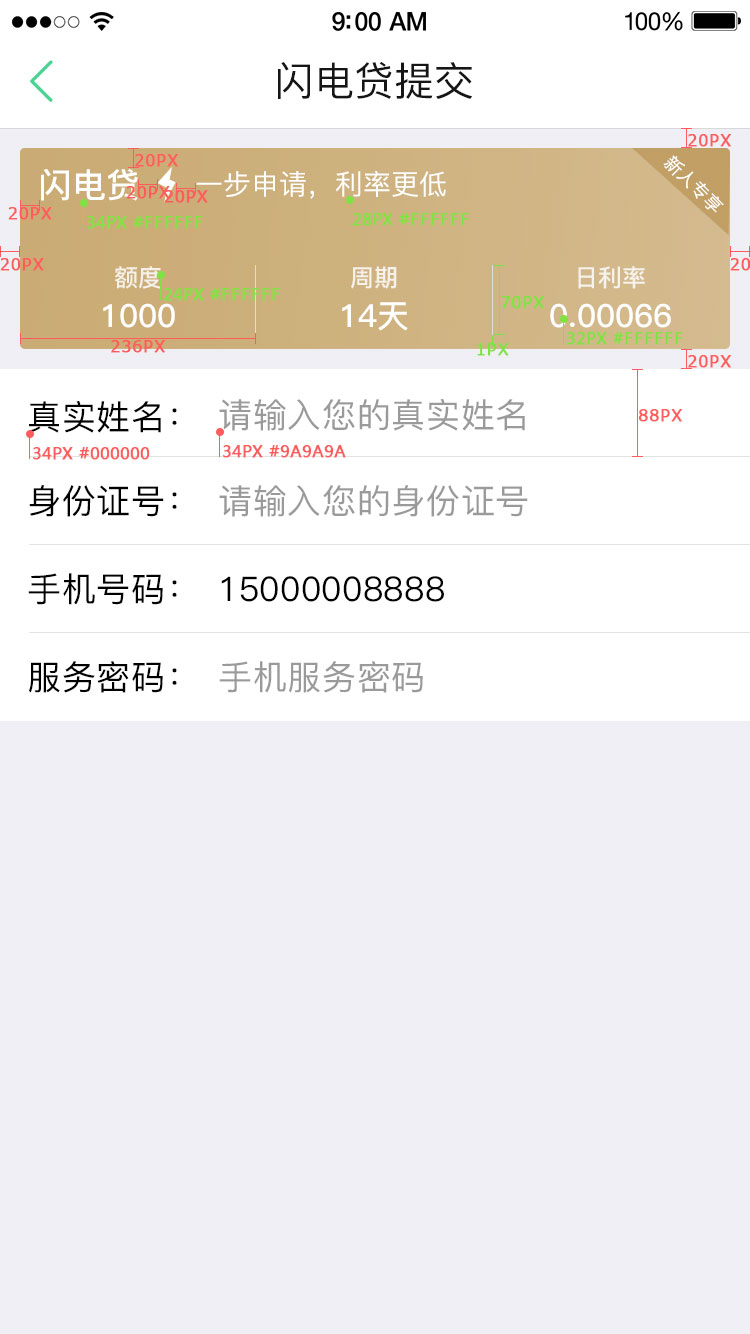 9:00 AM 100%
闪电贷提交
20PX
20PX
新人专享
闪电贷 一步申请，利率更低
20PX 20PX
20PX
34PX #FFFFFF 28PX #FFFFFF
20PX 20
额度 周期 日利率
24PX #FFFFFF 70PX
1000 14天 0.00066
32PX #FFFFFF
236PX 1PX
20PX
真实姓名： 请输入您的真实姓名 88PX
34PX #000000 34PX #9A9A9A
身份证号： 请输入您的身份证号
手机号码： 15000008888
服务密码： 手机服务密码